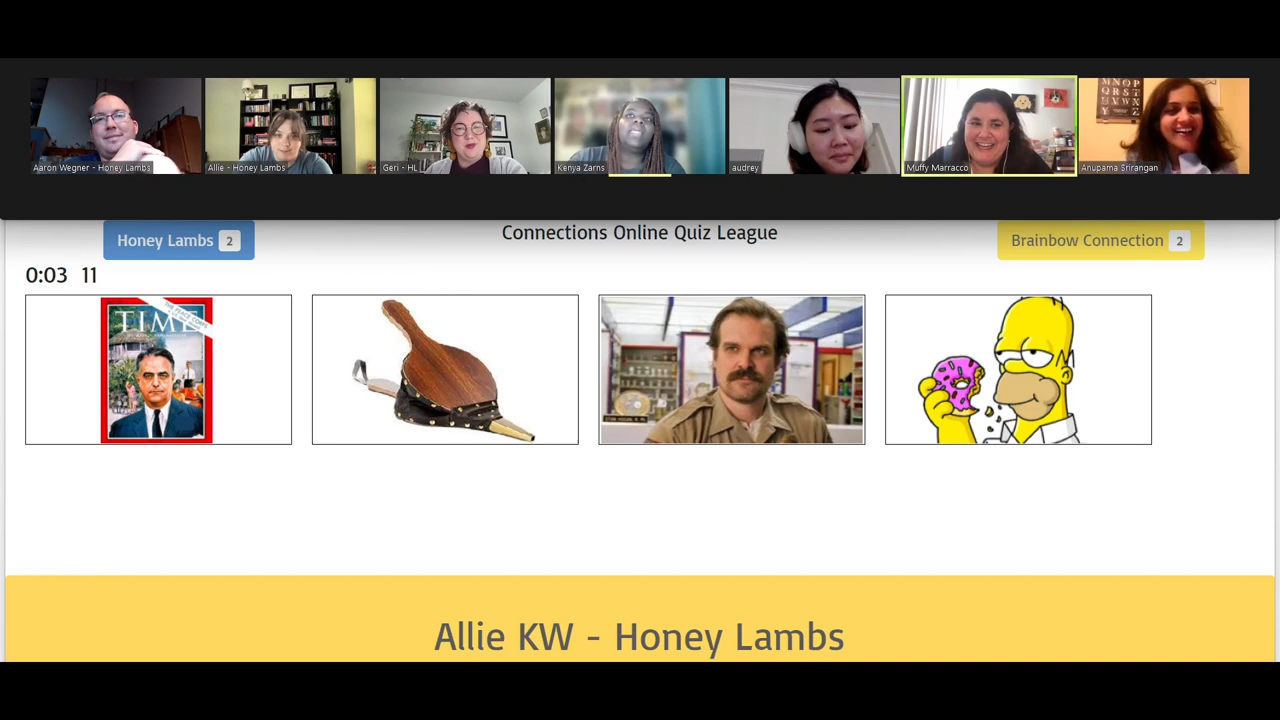 Aaron Wegner - Honey Lambs
Allie - Honey Lambs
Geri - HL
Kenya Zarns
audrey
Muffy Marracco
Anupama Srirangan
Honey Lambs 2
Connections Online Quiz League
Brainbow Connection 2
0:03 11
TIME
Allie KW - Honey Lambs